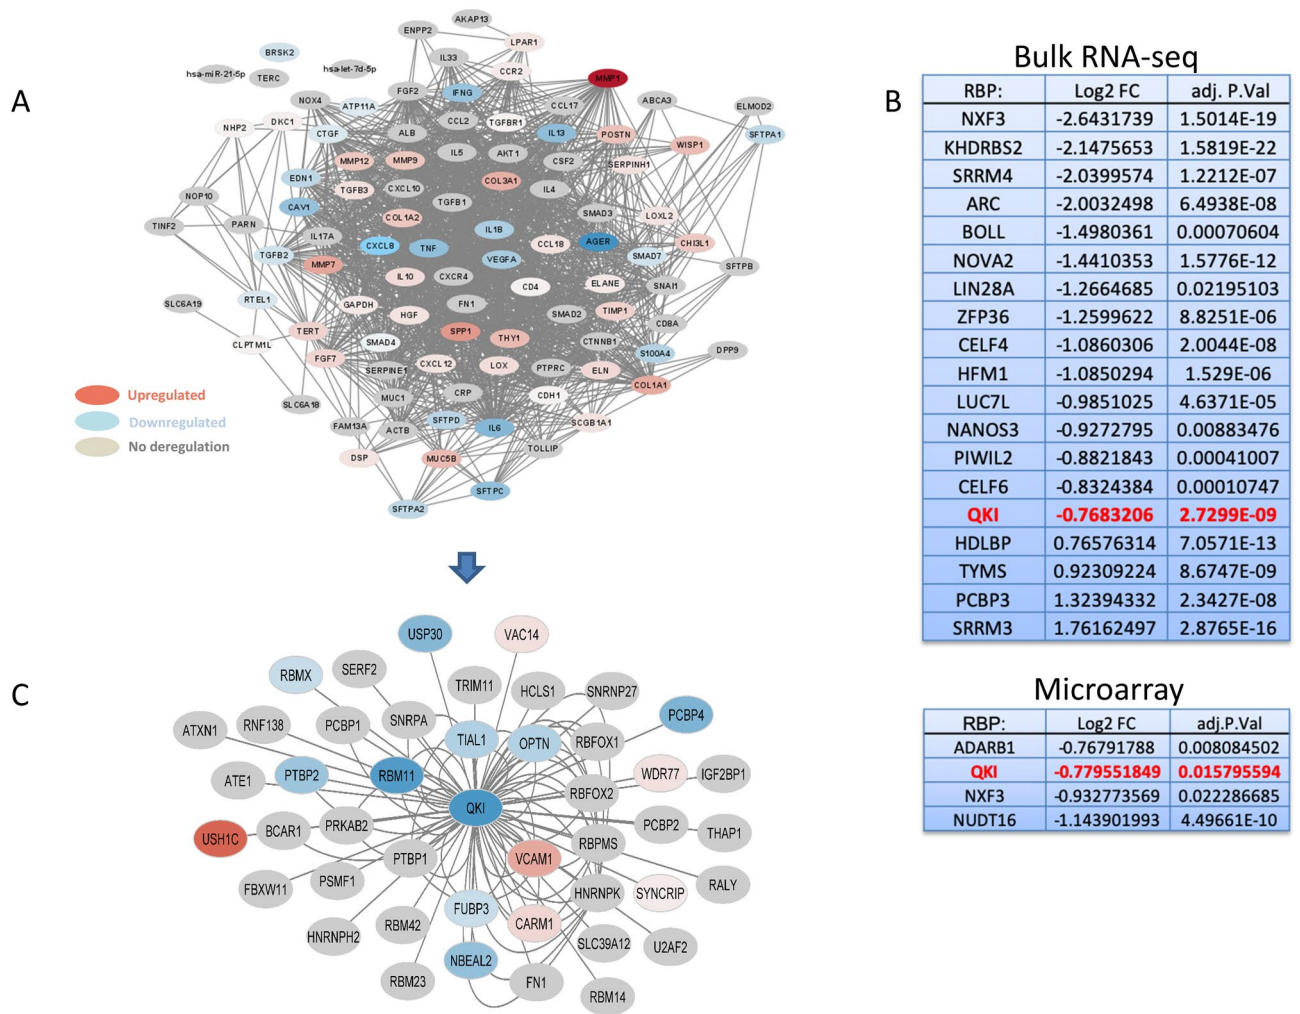 A
AKAP13
ENPP2
LPAR1
BRSK2
IL33
hsa-miR-21-5p
TERC
hsa-let-7d-5p
CCR2
MMP1
FGF2
IFNG
NOX4
ATP11A
CCL17
ABCA3
ELMOD2
NHP2
DKC1
CTGF
ALB
CCL2
TGFBR1
IL13
POSTN
SFTPA1
WISP1
MMP12
MMP9
IL5
AKT1
CSF2
SERPINH1
EDN1
TGFB3
CXCL10
COL3A1
IL4
NOP10
CAV1
TGFB1
SMAD3
LOXL2
TINF2
PARN
COL1A2
IL17A
CXCL8
TNF
IL1B
CCL18
AGER
CHI3L1
TGFB2
MMP7
VEGFA
SMAD7
SFTPB
IL10
CXCR4
CD4
ELANE
SNAI1
SLC6A19
RTEL1
GAPDH
HGF
FN1
SMAD2
TIMP1
CD8A
TERT
SPP1
THY1
CTNNB1
CLPTM1L
SMAD4
FGF7
SERPINE1
CXCL12
LOX
PTPRC
ELN
S100A4
DPP9
COL1A1
SLC6A18
MUC1
CRP
CDH1
FAM13A
ACTB
SFTPD
IL6
SCGB1A1
TOLLIP
DSP
MUC5B
SFTPC
SFTPA2
Upregulated
Downregulated
No deregulation
B
Bulk RNA-seq
RBP: Log2 FC adj. P.Val
NXF3 -2.6431739 1.5014E-19
KHDRBS2 -2.1475653 1.5819E-22
SRRM4 -2.0399574 1.2212E-07
ARC -2.0032498 6.4938E-08
BOLL -1.4980361 0.00070604
NOVA2 -1.4410353 1.5776E-12
LIN28A -1.2664685 0.02195103
ZFP36 -1.2599622 8.8251E-06
CELF4 -1.0860306 2.0044E-08
HFM1 -1.0850294 1.529E-06
LUC7L -0.9851025 4.6371E-05
NANOS3 -0.9272795 0.00883476
PIWIL2 -0.8821843 0.00041007
CELF6 -0.8324384 0.00010747
QKI -0.7683206 2.7299E-09
HDLBP 0.76576314 7.0571E-13
TYMS 0.92309224 8.6747E-09
PCBP3 1.32394332 2.3427E-08
SRRM3 1.76162497 2.8765E-16
Microarray
RBP: Log2 FC adj.P.Val
ADARB1 -0.76791788 0.008084502
QKI -0.779551849 0.015795594
NXF3 -0.932773569 0.022286685
NUDT16 -1.143901993 4.49661E-10
C
USP30
VAC14
RBMX
SERF2
TRIM11
HCLS1
SNRNP27
PCBP4
ATXN1
RNF138
PCBP1
SNRPA
TIAL1
OPTN
RBFOX1
ATE1
PTBP2
RBM11
WDR77
IGF2BP1
QKI
RBFOX2
USH1C
BCAR1
PRKAB2
PCBP2
THAP1
RBPMS
PTBP1
VCAM1
FBXW11
PSMF1
HNRNPK
SYNCRIP
RALY
FUBP3
HNRNPH2
RBM42
CARM1
SLC39A12
U2AF2
NBEAL2
RBM23
FN1
RBM14